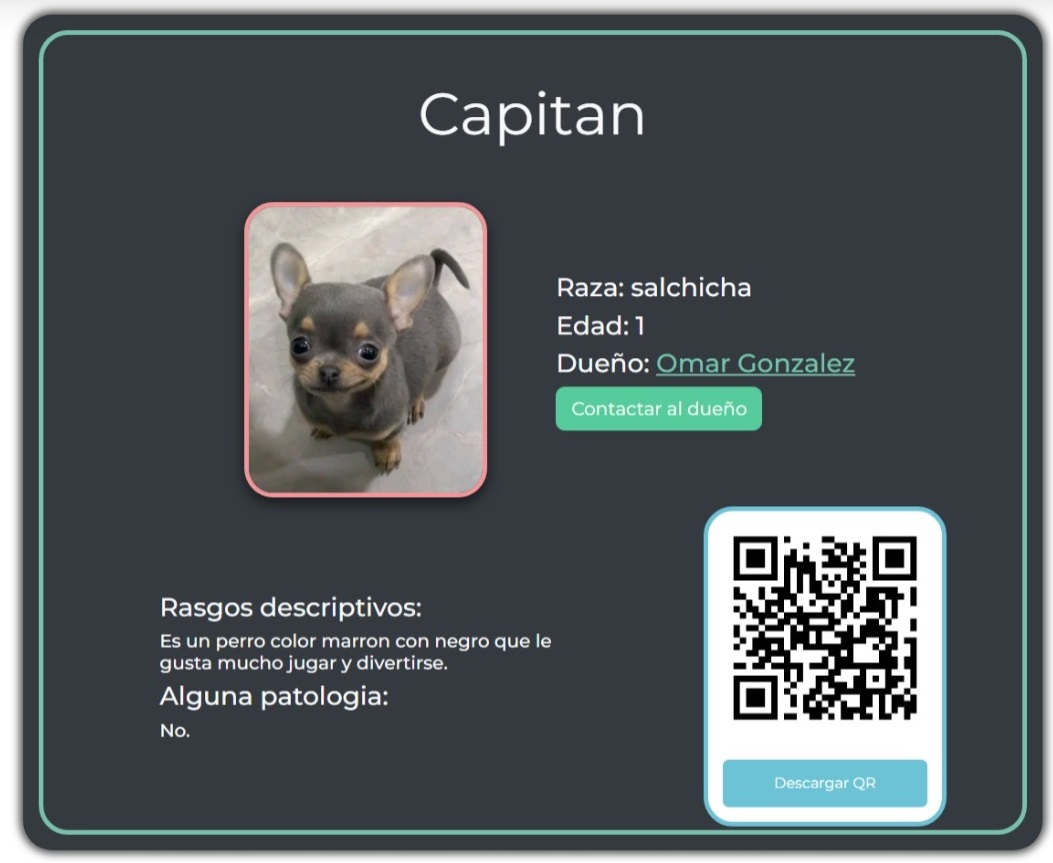 Capitan
Raza: salchicha
Edad: 1
Dueño: Omar Gonzalez
Contactar al dueño
Rasgos descriptivos:
Es un perro color marron con negro que le
gusta mucho jugar y divertirse.
Alguna patologia:
No.
Descargar QR